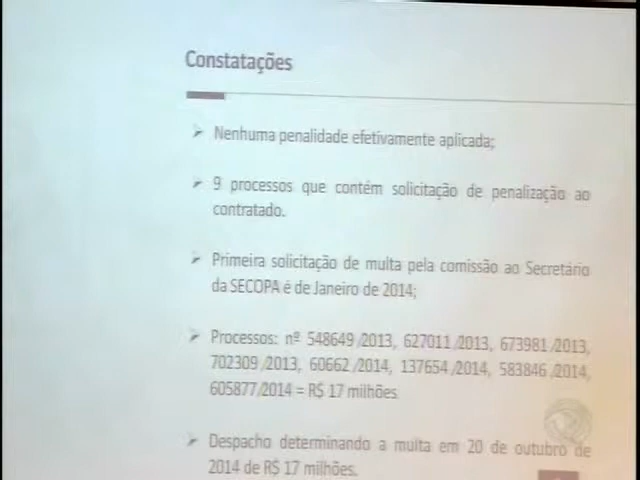 Constatações
➢ Nenhuma penalidade efetivamente aplicada;
➢ 9 processos que contém solicitação de penalização ao
contratado.
➢ Primeira solicitação de multa pela comissão ao Secretário
da SECOPA é de Janeiro de 2014;
➢ Processos: nº 548649/2013, 627011/2013, 673981/2013,
702309/2013, 60662/2014, 137654/2014, 583846/2014,
605877/2014 = R$ 17 milhões.
➢ Despacho determinando a multa em 20 de outubro de
2014 de R$ 17 milhões.